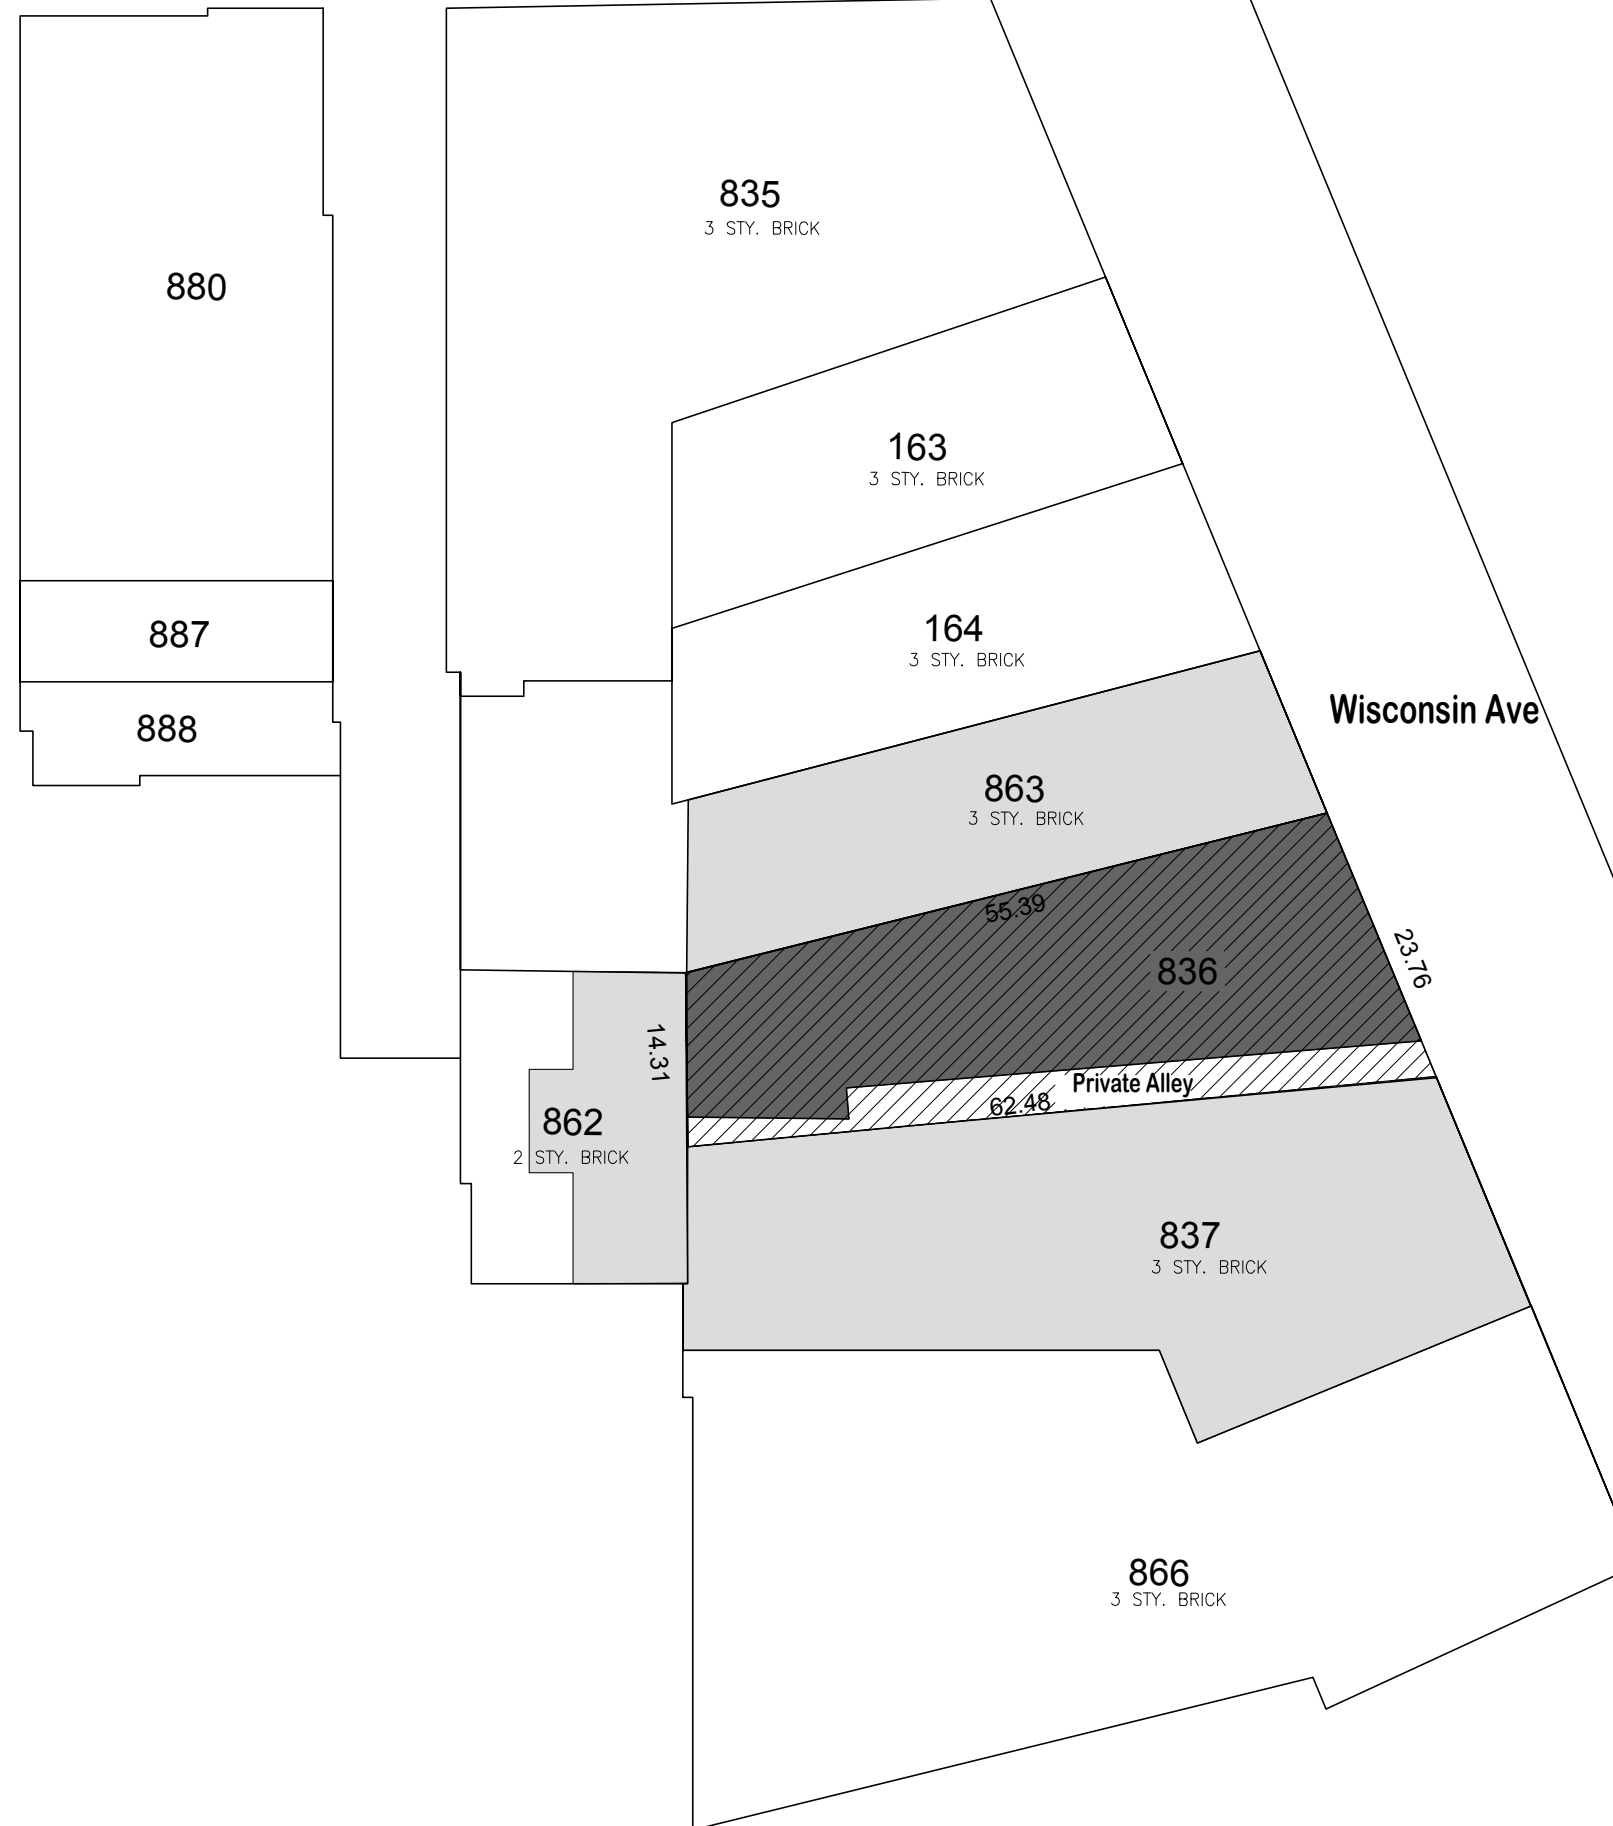 835
3 STY. BRICK
880
163
3 STY. BRICK
164
3 STY. BRICK
887
888
Wisconsin Ave
863
3 STY. BRICK
55.39
836
23.76
14.31
Private Alley
62.48
862
2 STY. BRICK
837
3 STY. BRICK
866
3 STY. BRICK